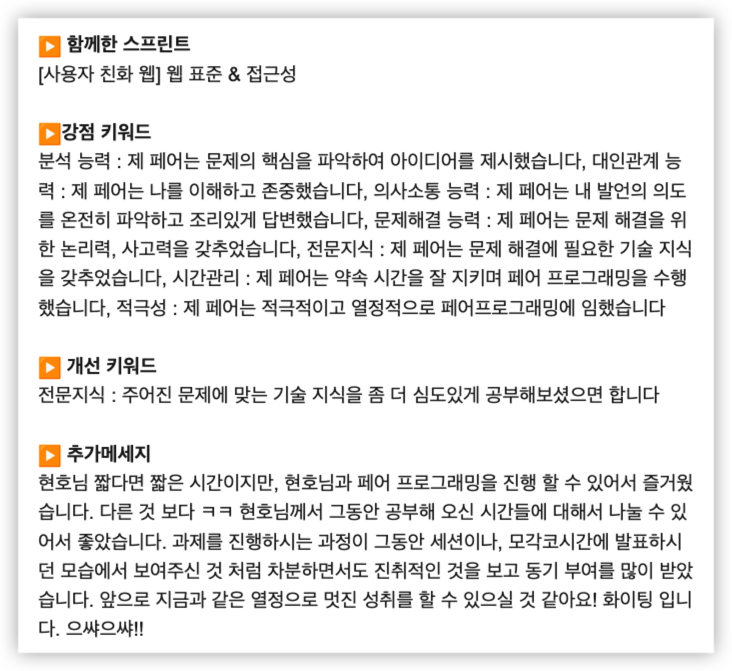 ▶️ 함께한 스프린트
[사용자 친화 웹] 웹 표준 & 접근성
▶️강점 키워드
분석 능력 : 제 페어는 문제의 핵심을 파악하여 아이디어를 제시했습니다, 대인관계 능
력 : 제 페어는 나를 이해하고 존중했습니다, 의사소통 능력 : 제 페어는 내 발언의 의도
를 온전히 파악하고 조리있게 답변했습니다, 문제해결 능력 : 제 페어는 문제 해결을 위
한 논리력, 사고력을 갖추었습니다, 전문지식 : 제 페어는 문제 해결에 필요한 기술 지식
을 갖추었습니다, 시간관리 : 제 페어는 약속 시간을 잘 지키며 페어 프로그래밍을 수행
했습니다, 적극성 : 제 페어는 적극적이고 열정적으로 페어프로그래밍에 임했습니다
▶️ 개선 키워드
전문지식 : 주어진 문제에 맞는 기술 지식을 좀 더 심도있게 공부해보셨으면 합니다
▶️ 추가메세지
현호님 짧다면 짧은 시간이지만, 현호님과 페어 프로그래밍을 진행 할 수 있어서 즐거웠
습니다. 다른 것 보다 ㅋㅋ 현호님께서 그동안 공부해 오신 시간들에 대해서 나눌 수 있
어서 좋았습니다. 과제를 진행하시는 과정이 그동안 세션이나, 모각코시간에 발표하시
던 모습에서 보여주신 것 처럼 차분하면서도 진취적인 것을 보고 동기 부여를 많이 받았
습니다. 앞으로 지금과 같은 열정으로 멋진 성취를 할 수 있으실 것 같아요! 화이팅 입니
다. 으쌰으쌰!!